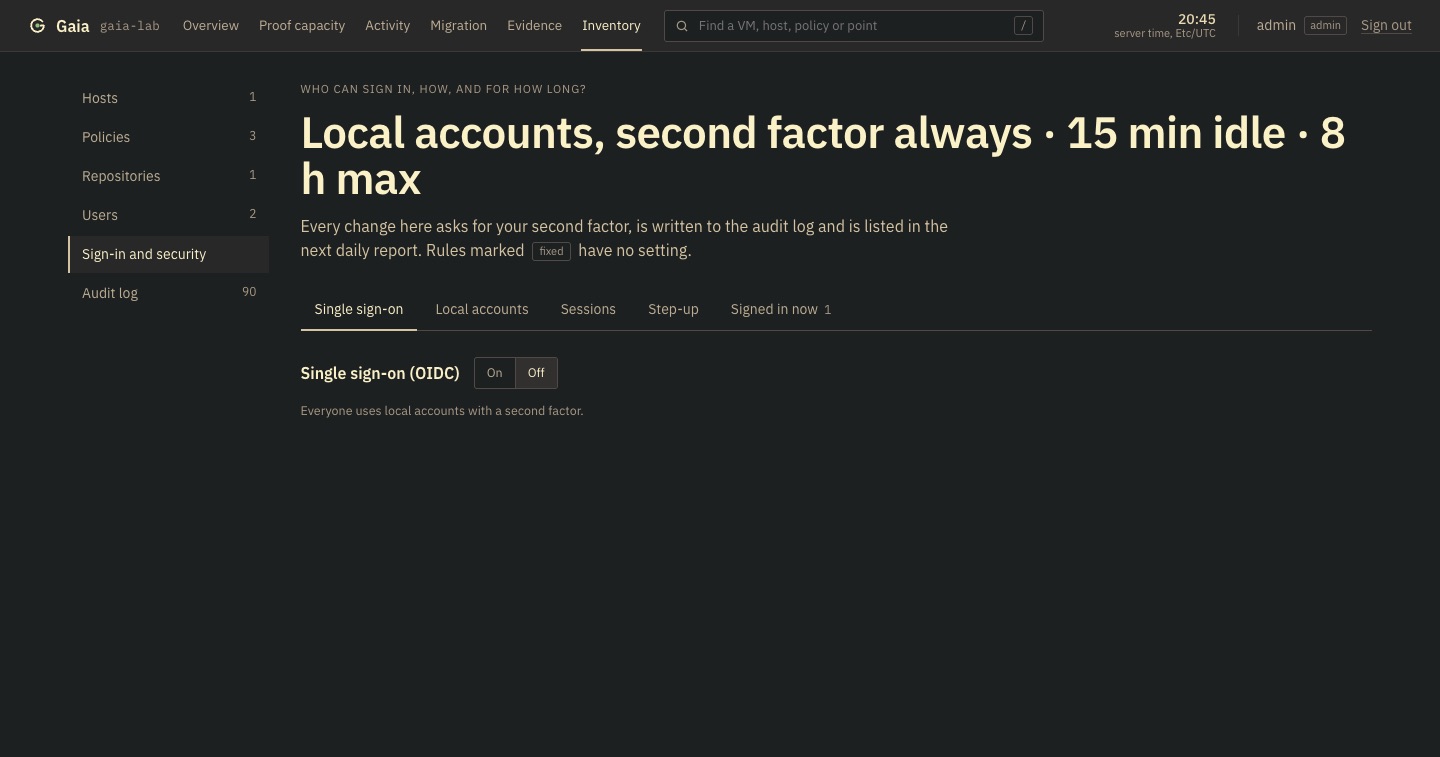 Gaia gaia-lab Overview Proof capacity Activity Migration Evidence Inventory Find a VM, host, policy or point / 20:45 admin admin Sign out
server time, Etc/UTC
Hosts 1
Policies 3
Repositories 1
Users 2
Sign-in and security
Audit log 90
WHO CAN SIGN IN, HOW, AND FOR HOW LONG?
Local accounts, second factor always · 15 min idle · 8
h max
Every change here asks for your second factor, is written to the audit log and is listed in the
next daily report. Rules marked fixed have no setting.
Single sign-on Local accounts Sessions Step-up Signed in now 1
Single sign-on (OIDC) On Off
Everyone uses local accounts with a second factor.